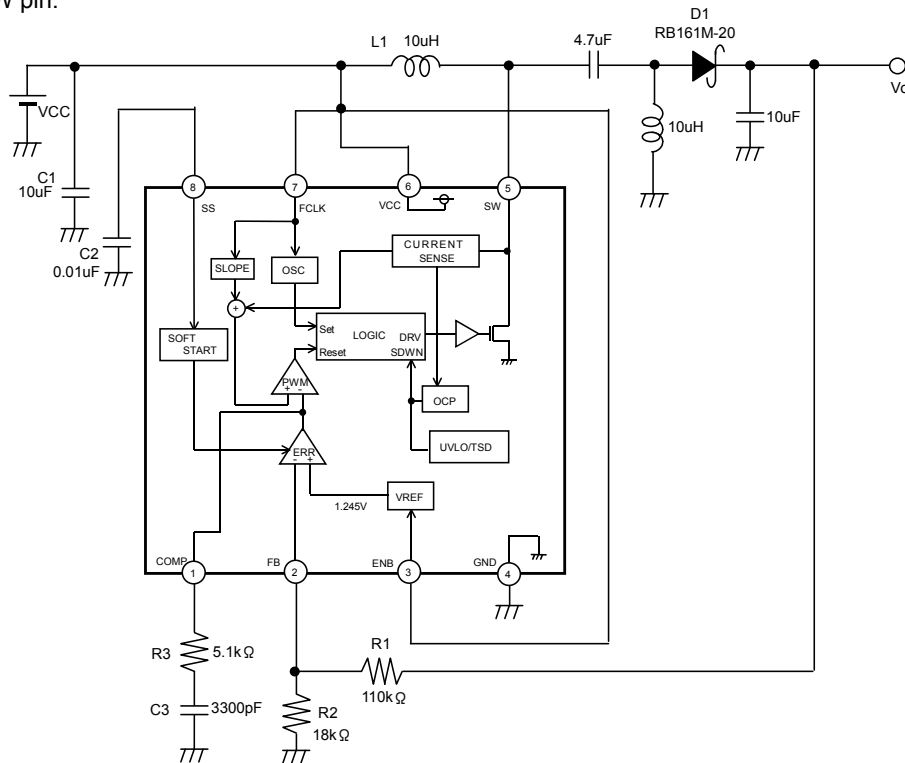 pin.
D1
RB161M-20
L1 10uH
4.7uF
VCC
10uH
10uF
C1
10uF
8
7
6
5
SS
FCLK
VCC
SW
C2
0.01uF
SLOPE
OSC
CURRENT
SENSE
+
Set
LOGIC
DRV
SDWN
Reset
SOFT
START
PWM
+ -
OCP
UVLO/TSD
ERR
- +
1.245V
VREF
COMP
FB
ENB
GND
1
2
3
4
R3
5.1kΩ
R1
110kΩ
C3
3300pF
R2
18kΩ